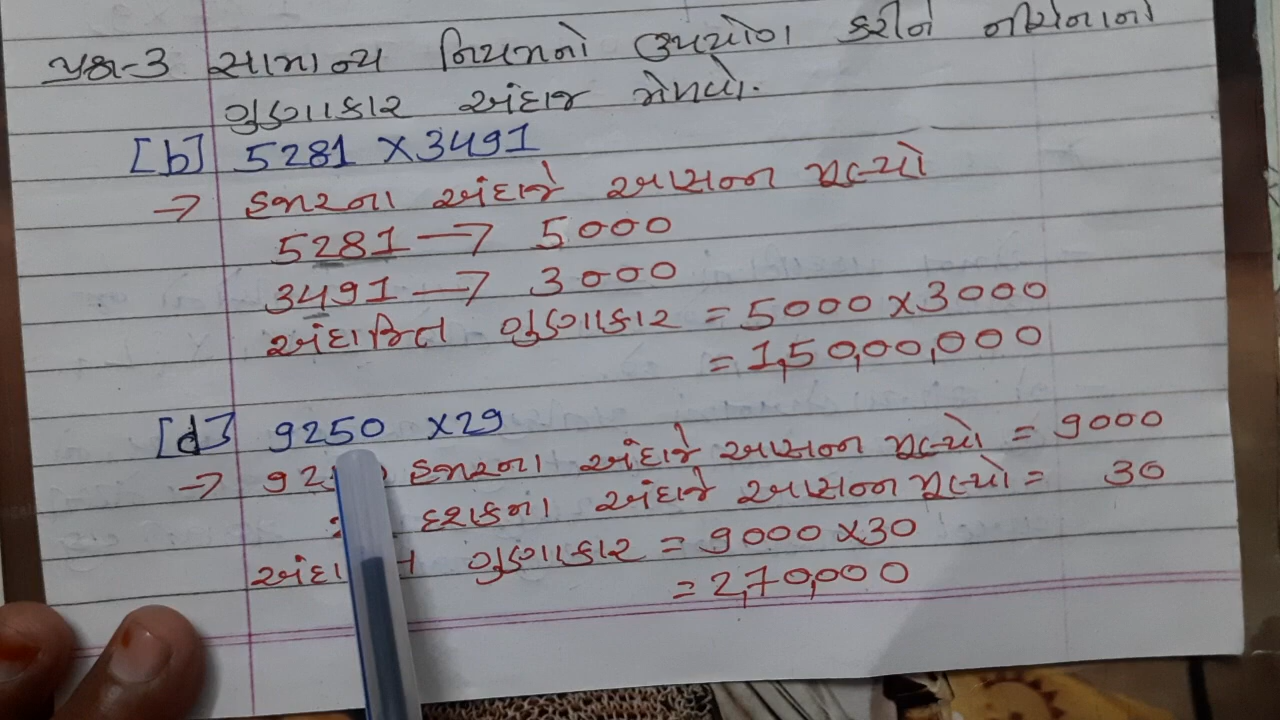 પ્રશ્ન-3 સામાન્ય નિયમનો ઉપયોગ કરીને નીચેનાનો
ગુણાકાર અંદાજ મેળવો.
[b] 5281 X 3491
→ હજારના અંદાજે આસન્ન મૂલ્યો
5281 → 5000
3491 → 3000
અંદાજિત ગુણાકાર = 5000 X 3000
= 1,50,00,000
[d] 9250 X 29
→ હજારના અંદાજે આસન્ન મૂલ્યો = 9000
દશકના અંદાજે આસન્ન મૂલ્યો = 30
ગુણાકાર = 9000 X 30
= 2,70,000